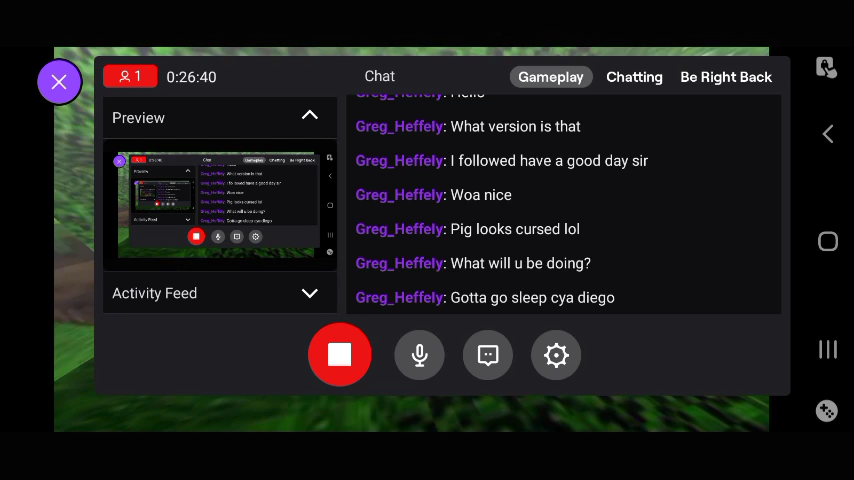 1 0:26:40 Chat Gameplay Chatting Be Right Back
Preview
Activity Feed
Greg_Heffely: Hello
Greg_Heffely: What version is that
Greg_Heffely: I followed have a good day sir
Greg_Heffely: Woa nice
Greg_Heffely: Pig looks cursed lol
Greg_Heffely: What will u be doing?
Greg_Heffely: Gotta go sleep cya diego